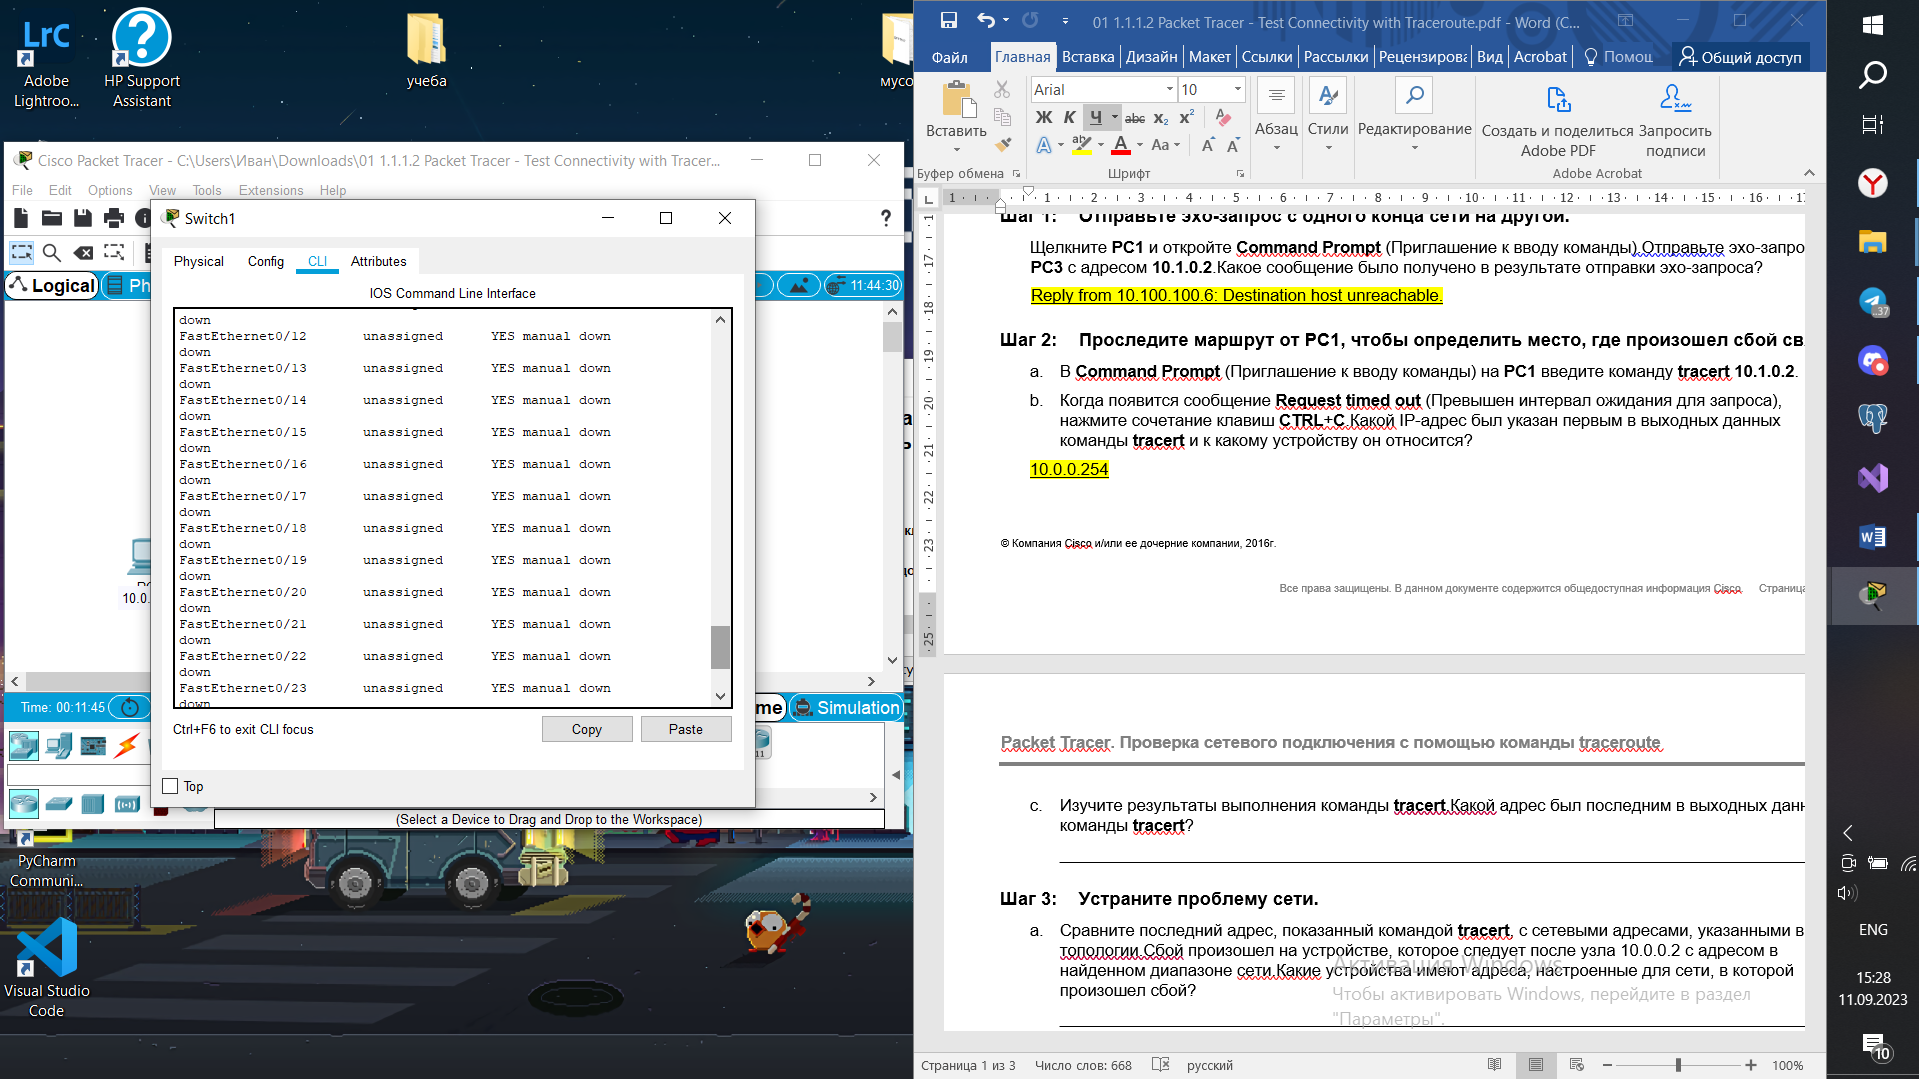 Adobe
Lightroo...
HP Support
Assistant
учеба
мусо
Cisco Packet Tracer - C:\Users\Иван\Downloads\01 1.1.1.2 Packet Tracer - Test Connectivity with Tracer...
File Edit Options View Tools Extensions Help
Switch1
Physical Config CLI Attributes
Logical
Ph
11:44:30
IOS Command Line Interface
down
FastEthernet0/12 unassigned YES manual down
down
FastEthernet0/13 unassigned YES manual down
down
FastEthernet0/14 unassigned YES manual down
down
FastEthernet0/15 unassigned YES manual down
down
FastEthernet0/16 unassigned YES manual down
down
FastEthernet0/17 unassigned YES manual down
down
FastEthernet0/18 unassigned YES manual down
down
FastEthernet0/19 unassigned YES manual down
down
FastEthernet0/20 unassigned YES manual down
down
FastEthernet0/21 unassigned YES manual down
down
FastEthernet0/22 unassigned YES manual down
down
FastEthernet0/23 unassigned YES manual down
down
10.0.
Time: 00:11:45
me
Simulation
Ctrl+F6 to exit CLI focus
Copy Paste
Top
(Select a Device to Drag and Drop to the Workspace)
PyCharm
Communi...
Visual Studio
Code
01 1.1.1.2 Packet Tracer - Test Connectivity with Traceroute.pdf - Word (С...
Файл Главная Вставка Дизайн Макет Ссылки Рассылки Рецензирова Вид Acrobat Помощ Общий доступ
Вставить
Буфер обмена
Arial 10
Ж К Ч abc x₂ x²
Aa
Шрифт
Абзац
Стили
Редактирование
Создать и поделиться
Adobe PDF
Запросить
подписи
Adobe Acrobat
Шаг 1: Отправьте эхо-запрос с одного конца сети на другой.
Щелкните PC1 и откройте Command Prompt (Приглашение к вводу команды).Отправьте эхо-запро
PC3 с адресом 10.1.0.2.Какое сообщение было получено в результате отправки эхо-запроса?
Reply from 10.100.100.6: Destination host unreachable.
Шаг 2: Проследите маршрут от PC1, чтобы определить место, где произошел сбой св
a. В Command Prompt (Приглашение к вводу команды) на PC1 введите команду tracert 10.1.0.2.
b. Когда появится сообщение Request timed out (Превышен интервал ожидания для запроса),
нажмите сочетание клавиш CTRL+C.Какой IP-адрес был указан первым в выходных данных
команды tracert и к какому устройству он относится?
10.0.0.254
© Компания Cisco и/или ее дочерние компании, 2016г.
Все права защищены. В данном документе содержится общедоступная информация Cisco. Страница
Packet Tracer. Проверка сетевого подключения с помощью команды traceroute
c. Изучите результаты выполнения команды tracert.Какой адрес был последним в выходных данн
команды tracert?
Шаг 3: Устраните проблему сети.
a. Сравните последний адрес, показанный командой tracert, с сетевыми адресами, указанными в
топологии.Сбой произошел на устройстве, которое следует после узла 10.0.0.2 с адресом в
найденном диапазоне сети.Какие устройства имеют адреса, настроенные для сети, в которой
произошел сбой?
Активация Windows
Чтобы активировать Windows, перейдите в раздел
"Параметры".
Страница 1 из 3 Число слов: 668 русский 100%
.37
ENG
15:28
11.09.2023
10